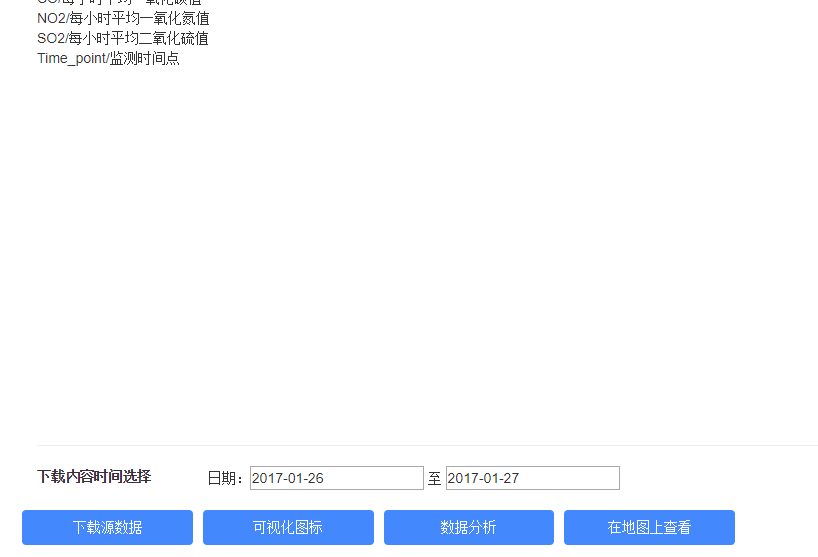 NO2/每小时平均一氧化氮值
SO2/每小时平均二氧化硫值
Time_point/监测时间点
下载内容时间选择 日期：2017-01-26 至 2017-01-27
下载源数据 可视化图标 数据分析 在地图上查看